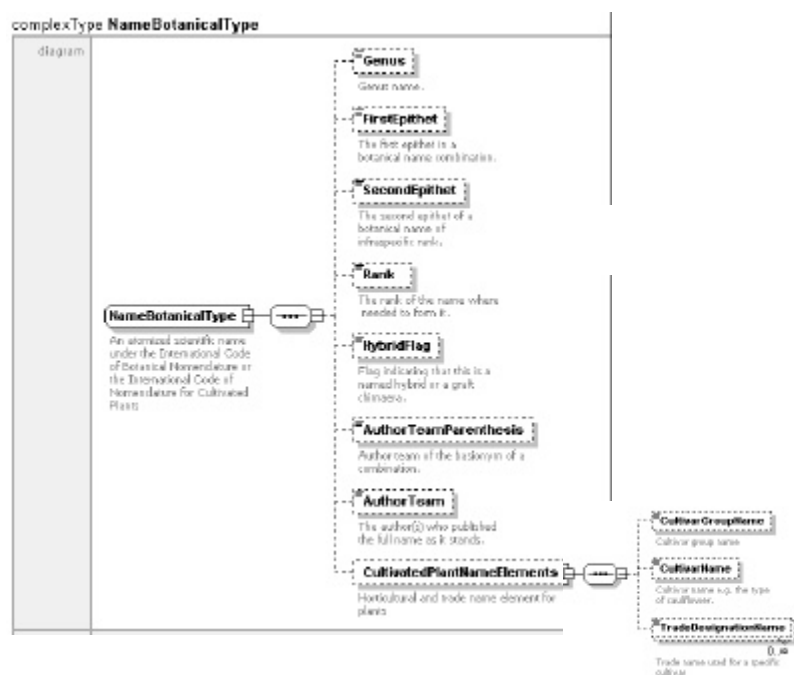 complexType NameBotanicalType
diagram
Genus
Genus name.
FirstEpithet
The first epithet in a
botanical name combination.
SecondEpithet
The second epithet of a
botanical name of
infraspecific rank.
Rank
The rank of the name where
needed to form it.
NameBotanicalType
An atomized scientific name
under the International Code
of Botanical Nomenclature or
the International Code of
Nomenclature for Cultivated
Plants
HybridFlag
Flag indicating that this is a
named hybrid or a graft
chimaera.
AuthorTeamParenthesis
Author team of the basionym of a
combination.
AuthorTeam
The author(s) who published
the full name as it stands.
CultivatedPlantNameElements
Horticultural and trade name element for
plants
CultivarGroupName
Cultivar group name
CultivarName
Cultivar name e.g. the type
of cauliflower.
TradeDesignationName
0..∞
Trade name used for a specific
cultivar